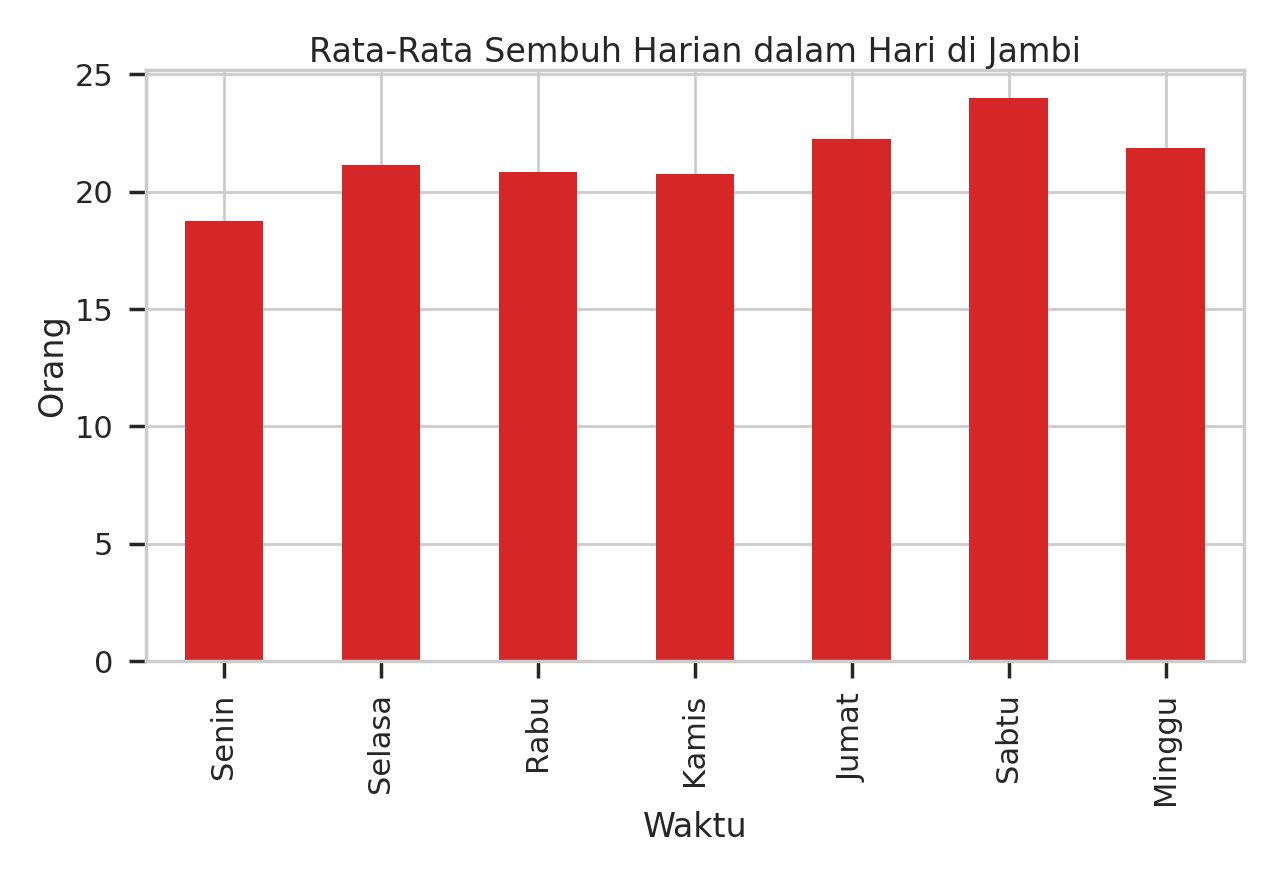 Rata-Rata Sembuh Harian dalam Hari di Jambi
25
20
15
10
5
0
Orang
Senin
Selasa
Rabu
Kamis
Jumat
Sabtu
Minggu
Waktu